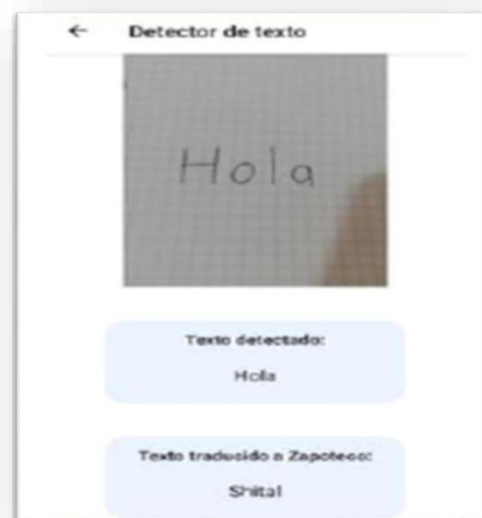 ← Detector de texto
Hola
Texto detectado:
Hola
Texto traducido a Zapoteco:
Shital